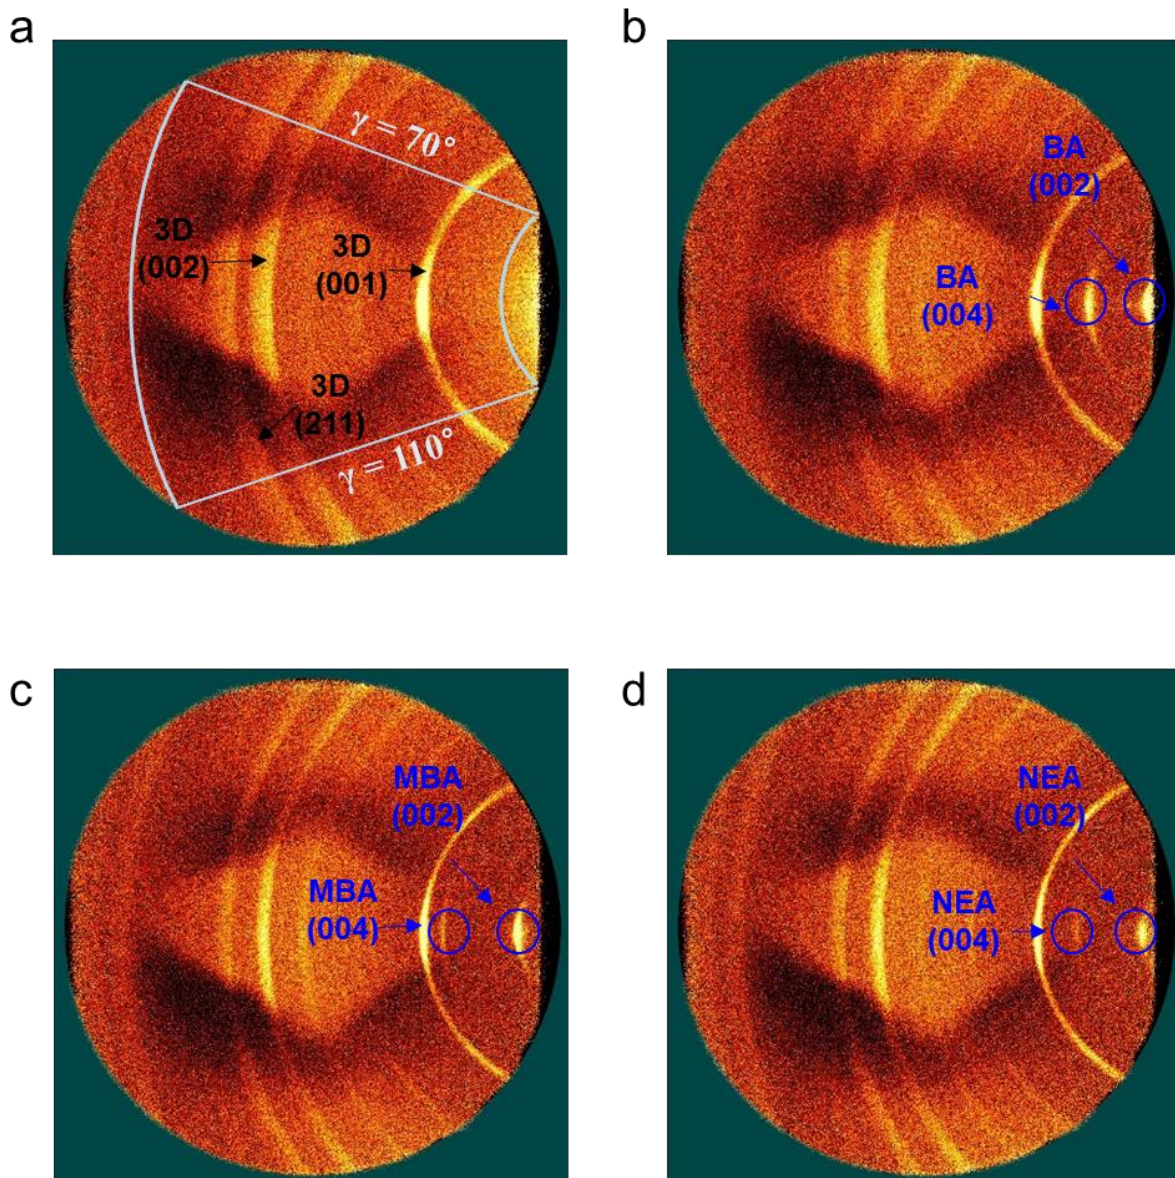 a
γ = 70°
3D
(002)
3D
(001)
3D
(211)
γ = 110°
b
BA
(002)
BA
(004)
c
MBA
(002)
MBA
(004)
d
NEA
(002)
NEA
(004)